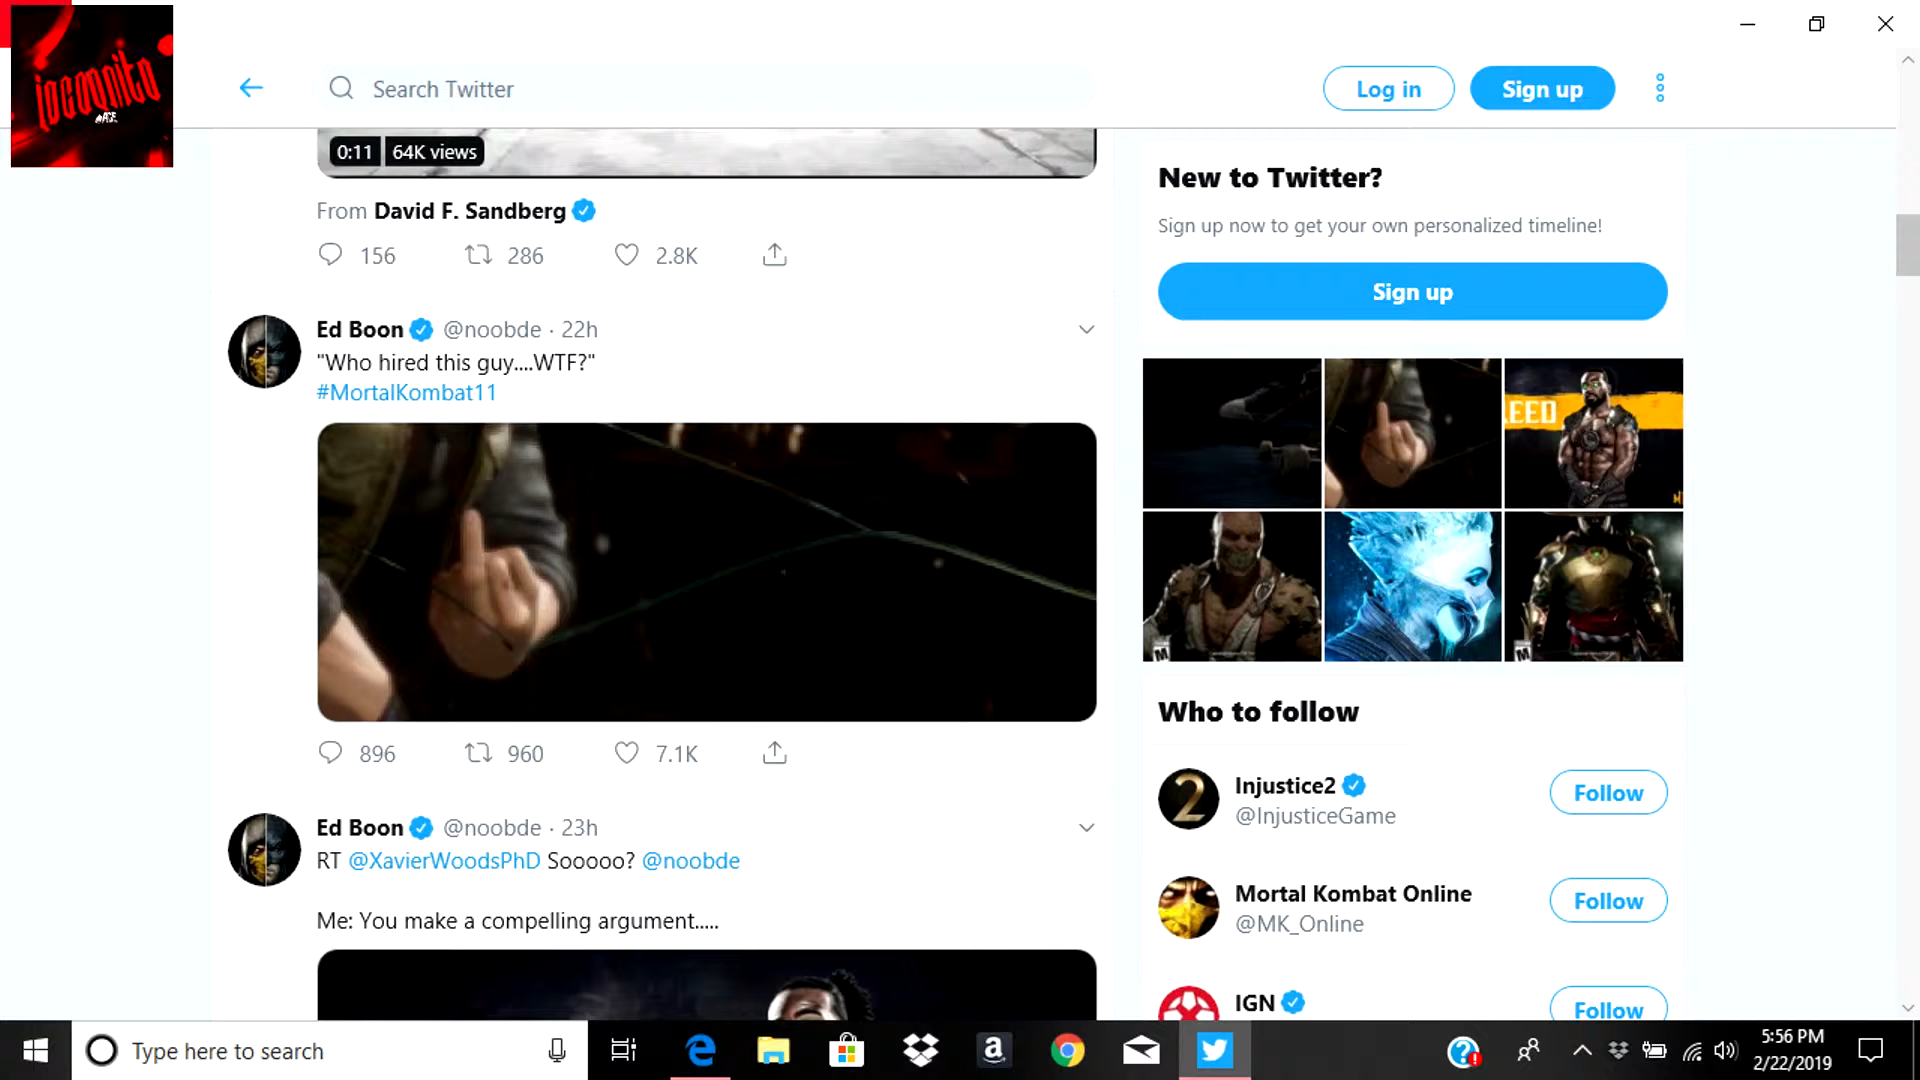 incognito
Search Twitter
Log in
Sign up
0:11
64K views
From David F. Sandberg
156
286
2.8K
Ed Boon @noobde · 22h
"Who hired this guy....WTF?"
#MortalKombat11
896
960
7.1K
Ed Boon @noobde · 23h
RT @XavierWoodsPhD Sooooo? @noobde
Me: You make a compelling argument.....
New to Twitter?
Sign up now to get your own personalized timeline!
Sign up
EED
M
M
Who to follow
Injustice2
@InjusticeGame
Follow
2
Mortal Kombat Online
@MK_Online
Follow
IGN
Follow
Type here to search
5:56 PM
2/22/2019